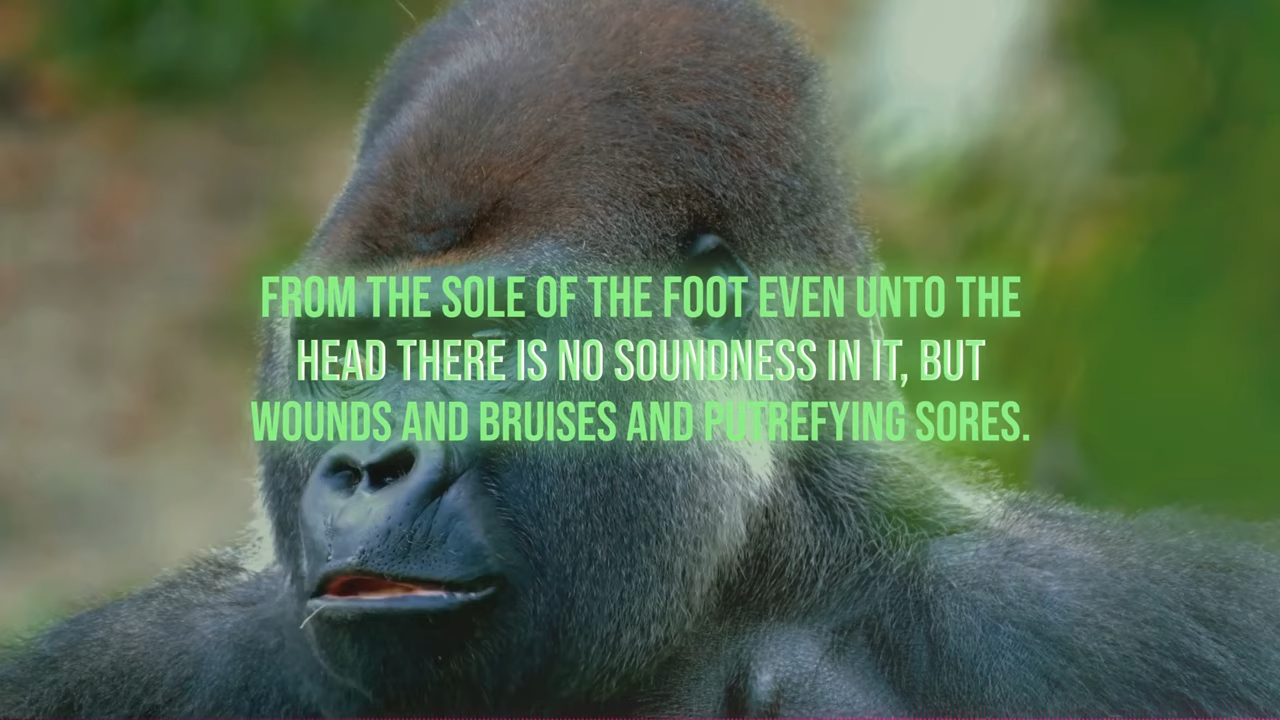 FROM THE SOLE OF THE FOOT EVEN UNTO THE
HEAD THERE IS NO SOUNDNESS IN IT, BUT
WOUNDS AND BRUISES AND PUTREFYING SORES.